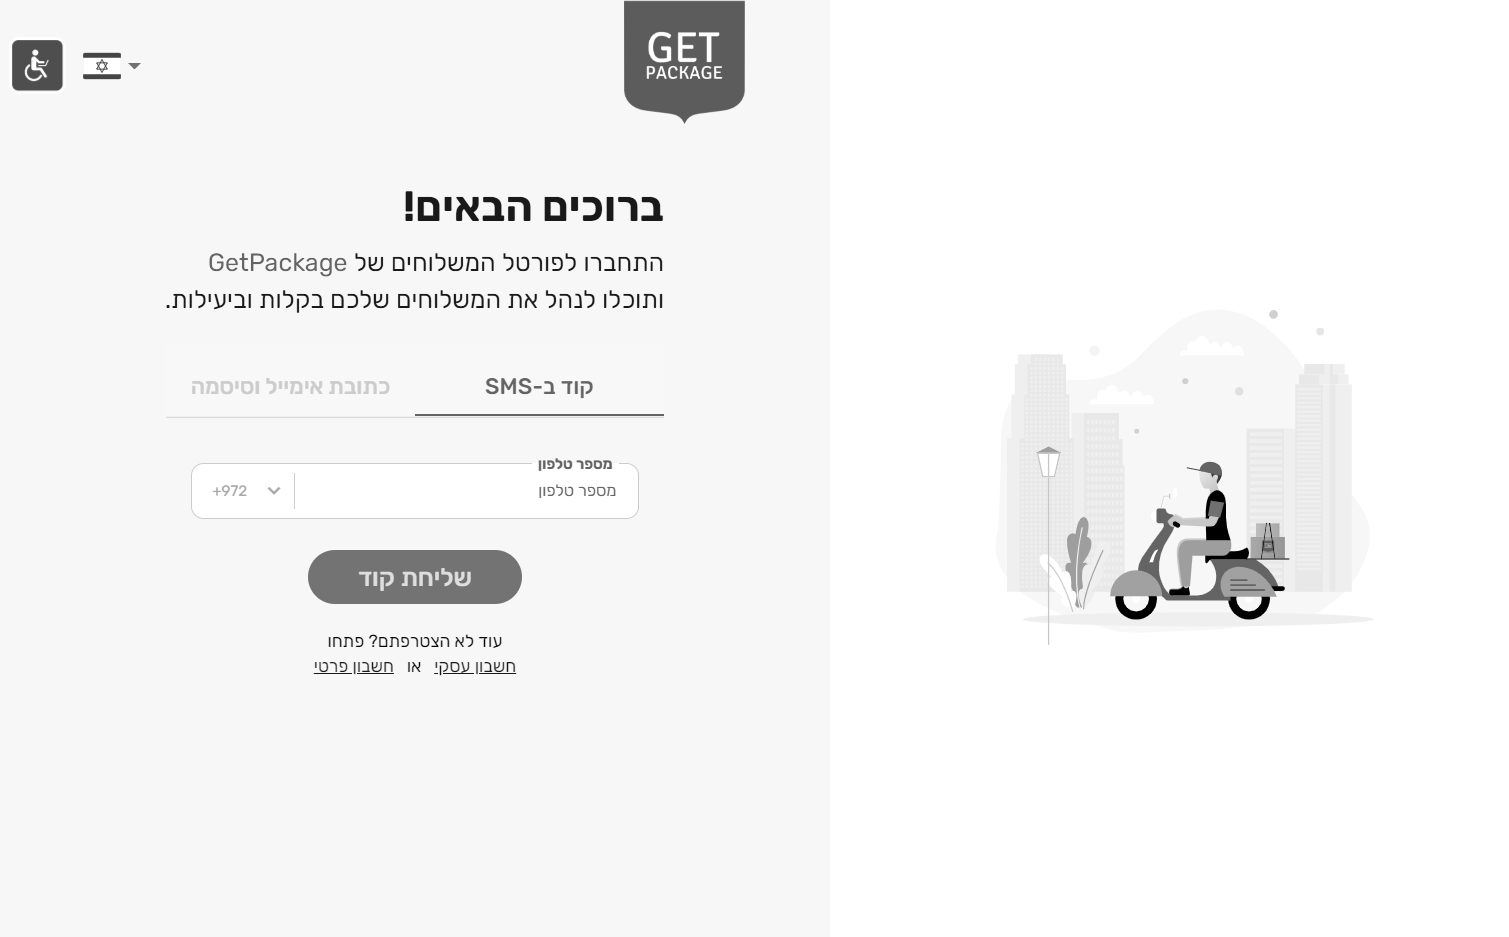 GET
PACKAGE
ברוכים הבאים!
התחברו לפורטל המשלוחים של GetPackage
ותוכלו לנהל את המשלוחים שלכם בקלות וביעילות.
קוד ב-SMS
כתובת אימייל וסיסמה
מספר טלפון
מספר טלפון
+972
שליחת קוד
עוד לא הצטרפתם? פתחו
חשבון עסקי או חשבון פרטי